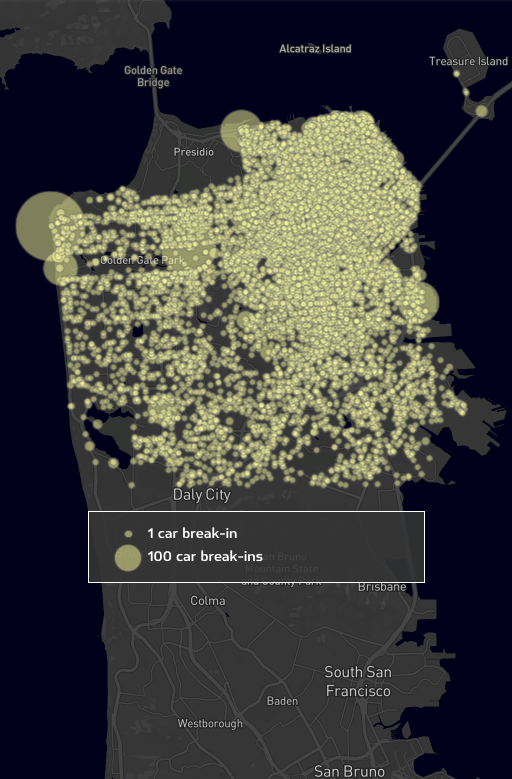 Alcatraz Island
Treasure Island
Golden Gate
Bridge
Presidio
Golden Gate Park
Daly City
1 car break-in
100 car break-ins
San Bruno
Mountain State
and County Park
Brisbane
Colma
South San
Francisco
Baden
Westborough
San Bruno